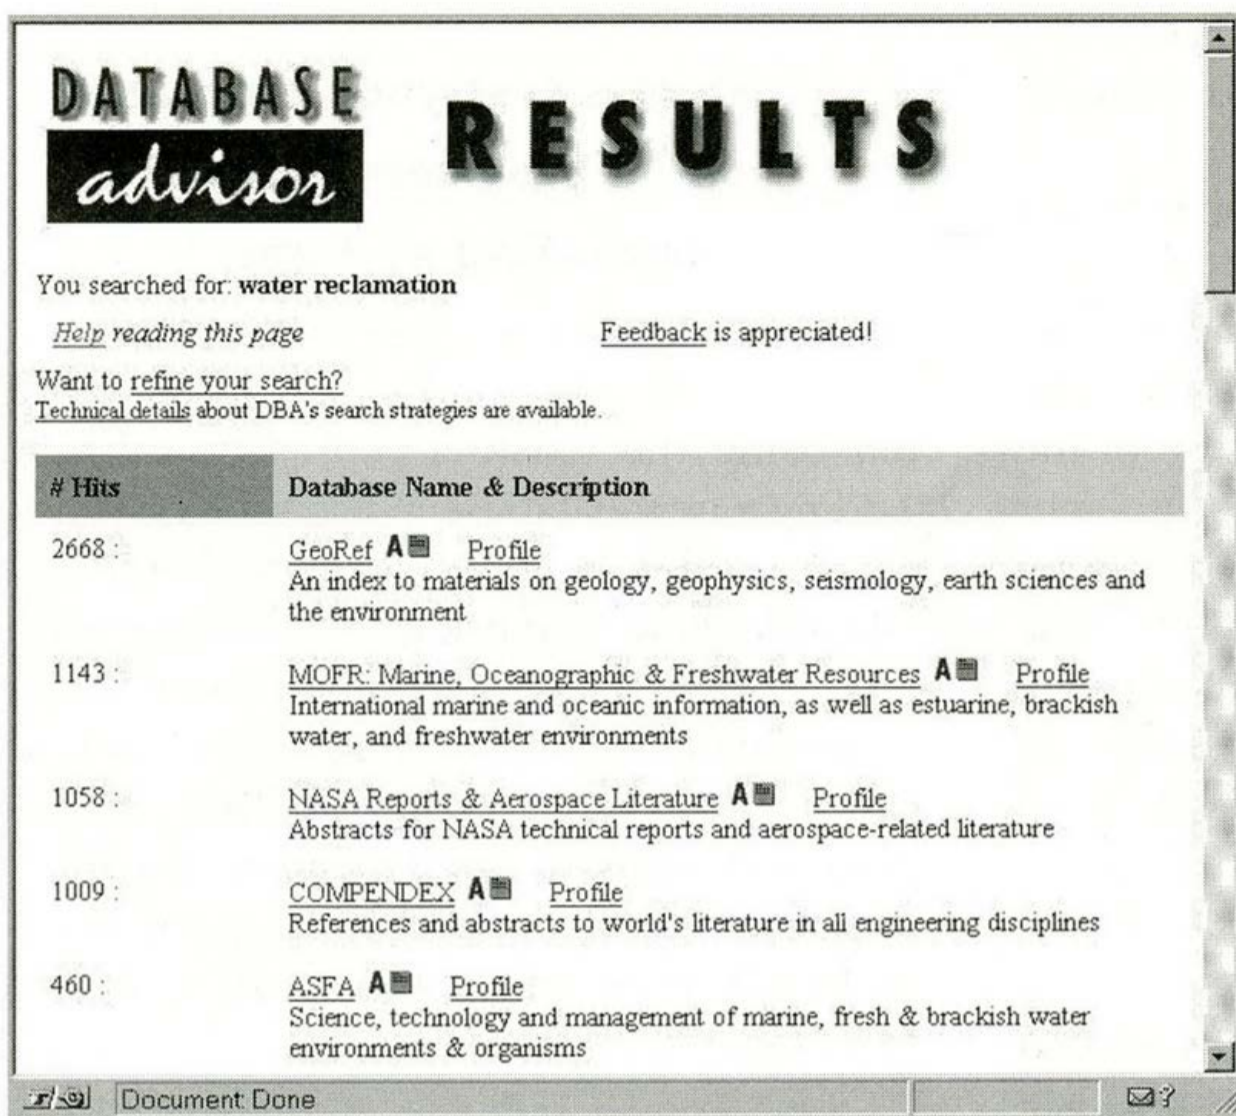 DATABASE
advisor
RESULTS
You searched for: water reclamation
Help reading this page
Feedback is appreciated!
Want to refine your search?
Technical details about DBA's search strategies are available.
# Hits Database Name & Description
2668 : GeoRef A Profile
An index to materials on geology, geophysics, seismology, earth sciences and
the environment
1143 : MOFR: Marine, Oceanographic & Freshwater Resources A Profile
International marine and oceanic information, as well as estuarine, brackish
water, and freshwater environments
1058 : NASA Reports & Aerospace Literature A Profile
Abstracts for NASA technical reports and aerospace-related literature
1009 : COMPENDEX A Profile
References and abstracts to world's literature in all engineering disciplines
460 : ASFA A Profile
Science, technology and management of marine, fresh & brackish water
environments & organisms
Document: Done
?